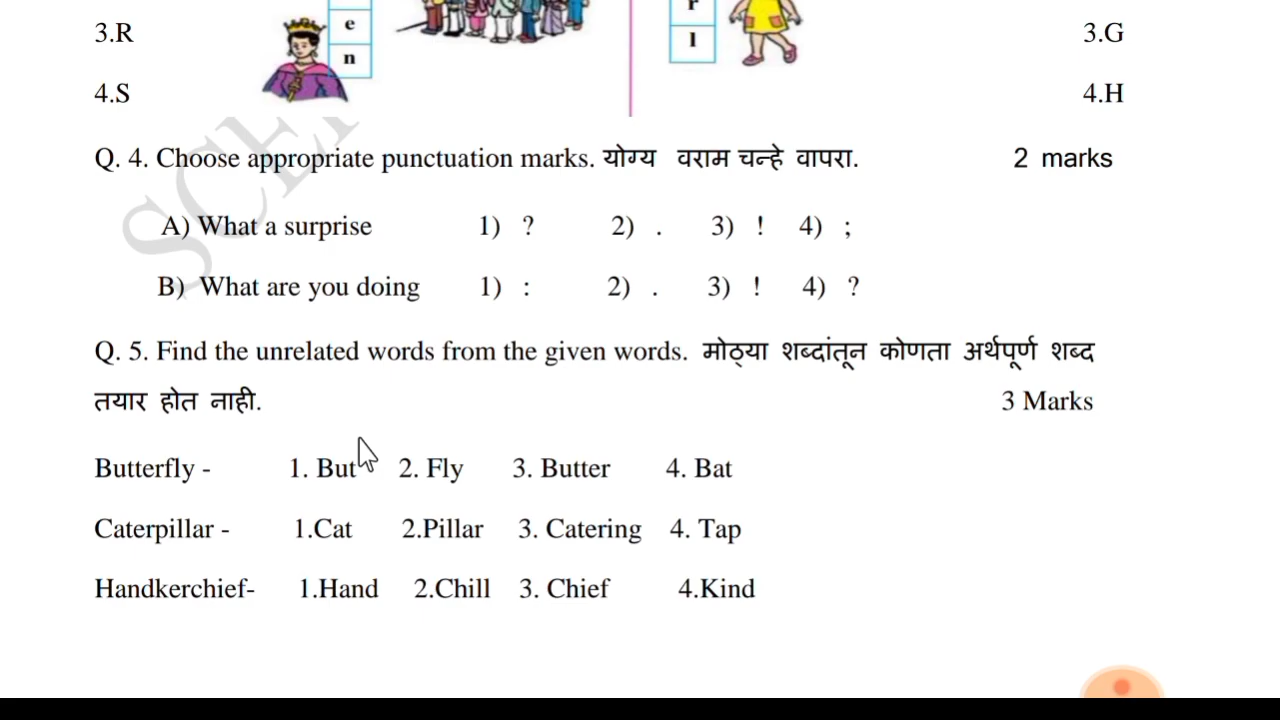 r
e
3.R
3.G
l
n
4.S
4.H
Q. 4. Choose appropriate punctuation marks. योग्य वराम चन्हे वापरा. 2 marks
A) What a surprise 1) ? 2) . 3) ! 4) ;
B) What are you doing 1) : 2) . 3) ! 4) ?
Q. 5. Find the unrelated words from the given words. मोठ्या शब्दांतून कोणता अर्थपूर्ण शब्द
तयार होत नाही. 3 Marks
Butterfly - 1. But 2. Fly 3. Butter 4. Bat
Caterpillar - 1.Cat 2.Pillar 3. Catering 4. Tap
Handkerchief- 1.Hand 2.Chill 3. Chief 4.Kind